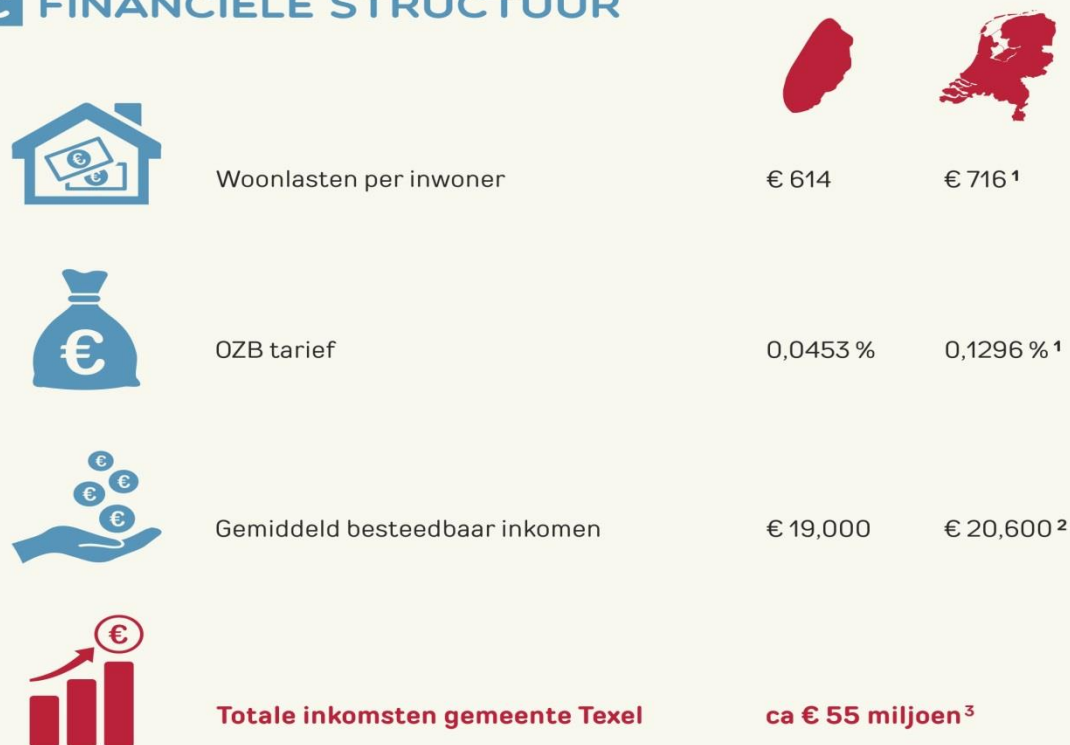 € FINANCIËLE STRUCTUUR
Woonlasten per inwoner € 614 € 716¹
OZB tarief 0,0453 % 0,1296 %¹
Gemiddeld besteedbaar inkomen € 19,000 € 20,600²
Totale inkomsten gemeente Texel ca € 55 miljoen³